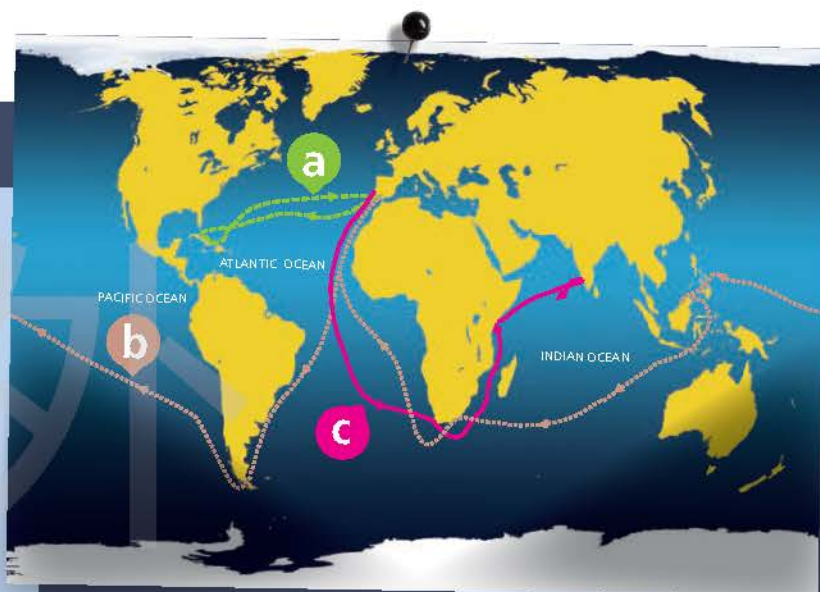 a
ATLANTIC OCEAN
PACIFIC OCEAN
b
INDIAN OCEAN
c